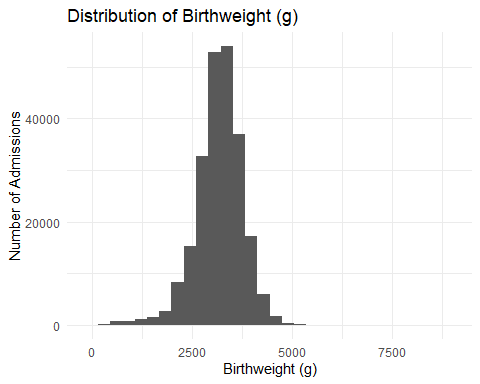 Distribution of Birthweight (g)
Number of Admissions
40000
20000
0
0 2500 5000 7500
Birthweight (g)